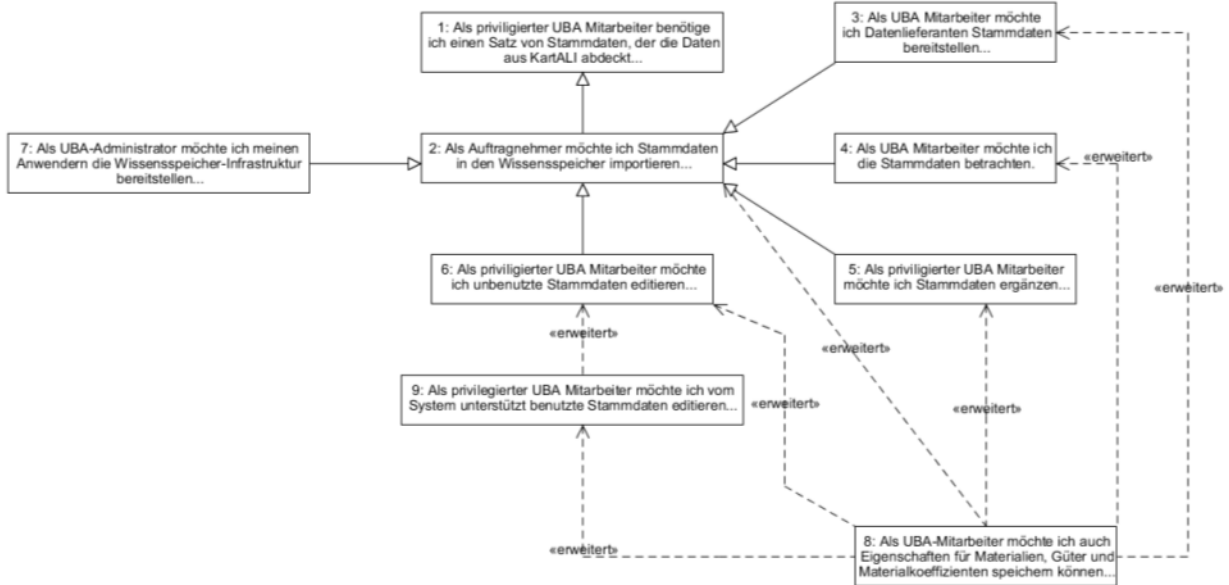 1: Als priviligierter UBA Mitarbeiter benötige
ich einen Satz von Stammdaten, der die Daten
aus KartALI abdeckt...
3: Als UBA Mitarbeiter möchte
ich Datenlieferanten Stammdaten
bereitstellen...
7: Als UBA-Administrator möchte ich meinen
Anwendern die Wissensspeicher-Infrastruktur
bereitstellen...
2: Als Auftragnehmer möchte ich Stammdaten
in den Wissensspeicher importieren...
4: Als UBA Mitarbeiter möchte ich
die Stammdaten betrachten.
«erweitert»
6: Als priviligierter UBA Mitarbeiter möchte
ich unbenutzte Stammdaten editieren...
5: Als priviligierter UBA Mitarbeiter
möchte ich Stammdaten ergänzen...
«erweitert»
«erweitert»
«erweitert»
9: Als privilegierter UBA Mitarbeiter möchte ich vom
System unterstützt benutzte Stammdaten editieren...
«erweitert»
«erweitert»
«erweitert»
8: Als UBA-Mitarbeiter möchte ich auch
Eigenschaften für Materialien, Güter und
Materialkoeffizienten speichern können...